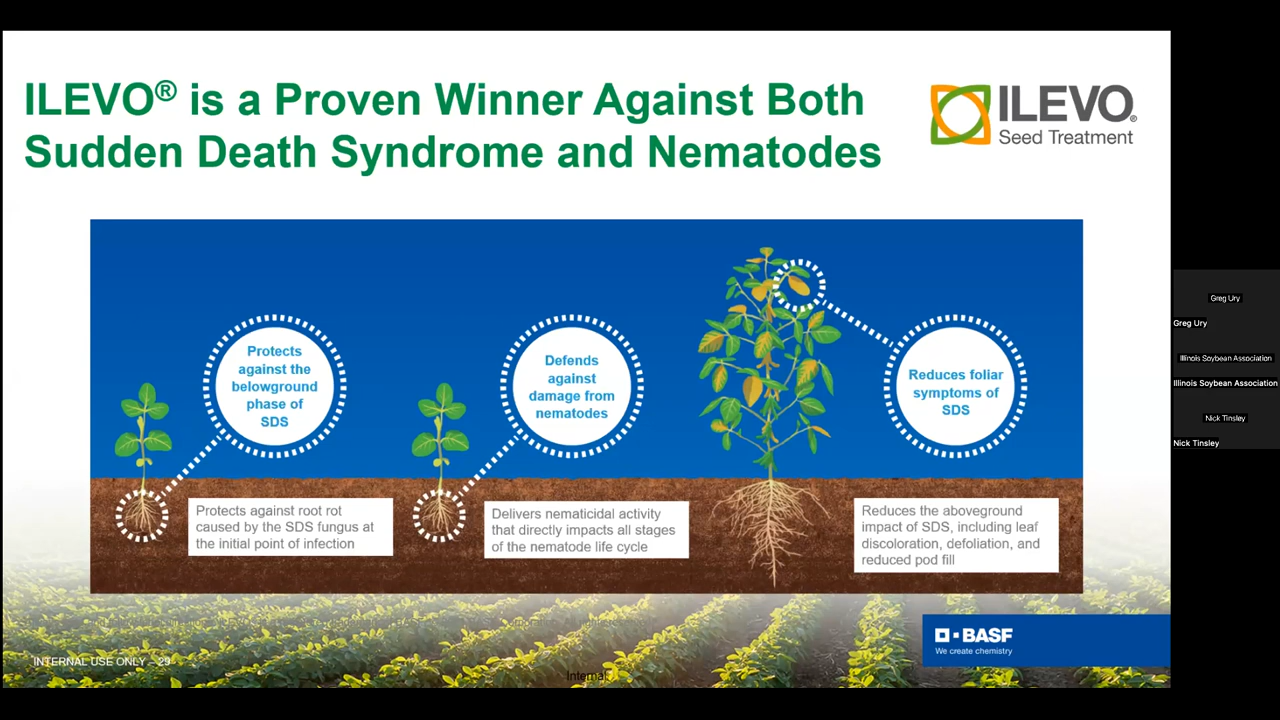 ILEVO® is a Proven Winner Against Both
Sudden Death Syndrome and Nematodes
ILEVO®
Seed Treatment
Protects
against the
belowground
phase of
SDS
Defends
against
damage from
nematodes
Reduces foliar
symptoms of
SDS
Protects against root rot
caused by the SDS fungus at
the initial point of infection
Delivers nematicidal activity
that directly impacts all stages
of the nematode life cycle
Reduces the aboveground
impact of SDS, including leaf
discoloration, defoliation, and
reduced pod fill
BASF
We create chemistry
INTERNAL USE ONLY – 29
Internal
Greg Ury
Greg Ury
Illinois Soybean Association
Illinois Soybean Association
Nick Tinsley
Nick Tinsley